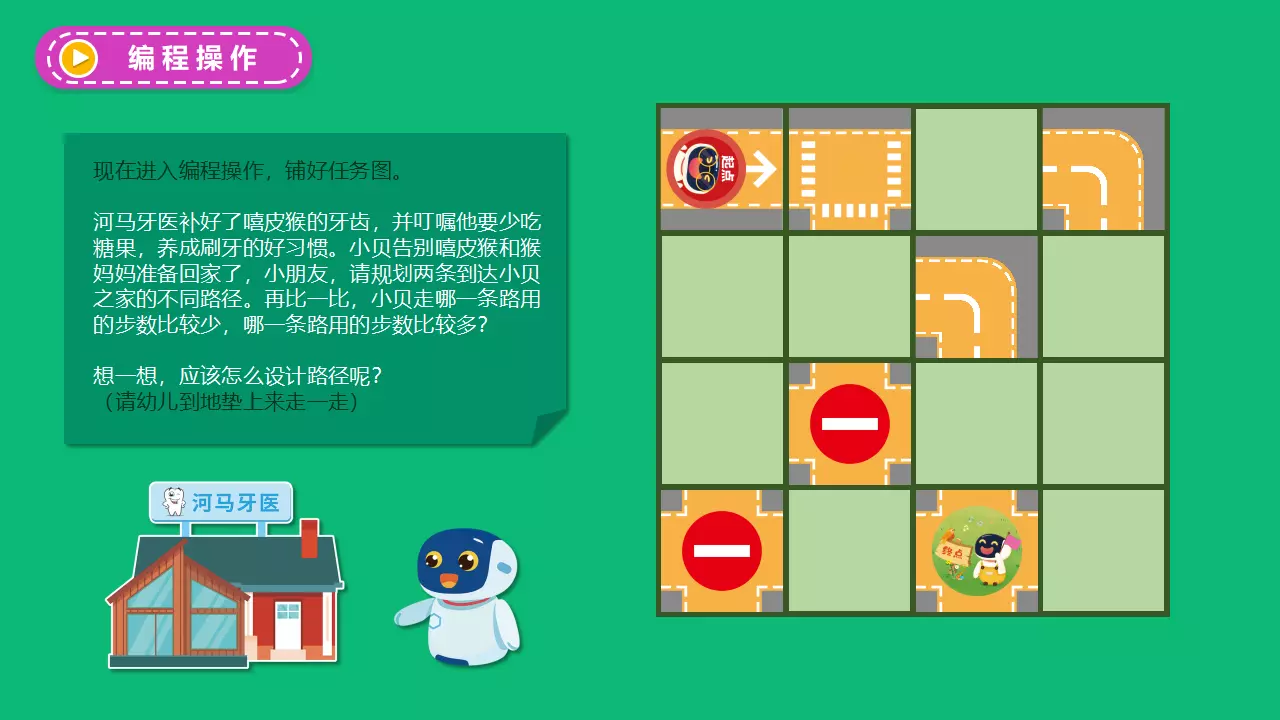 编程操作
现在进入编程操作，铺好任务图。
河马牙医补好了嘻皮猴的牙齿，并叮嘱他要少吃
糖果，养成刷牙的好习惯。小贝告别嘻皮猴和猴
妈妈准备回家了，小朋友，请规划两条到达小贝
之家的不同路径。再比一比，小贝走哪一条路用
的步数比较少，哪一条路用的步数比较多？
想一想，应该怎么设计路径呢？
（请幼儿到地垫上来走一走）
河马牙医
起点
终点